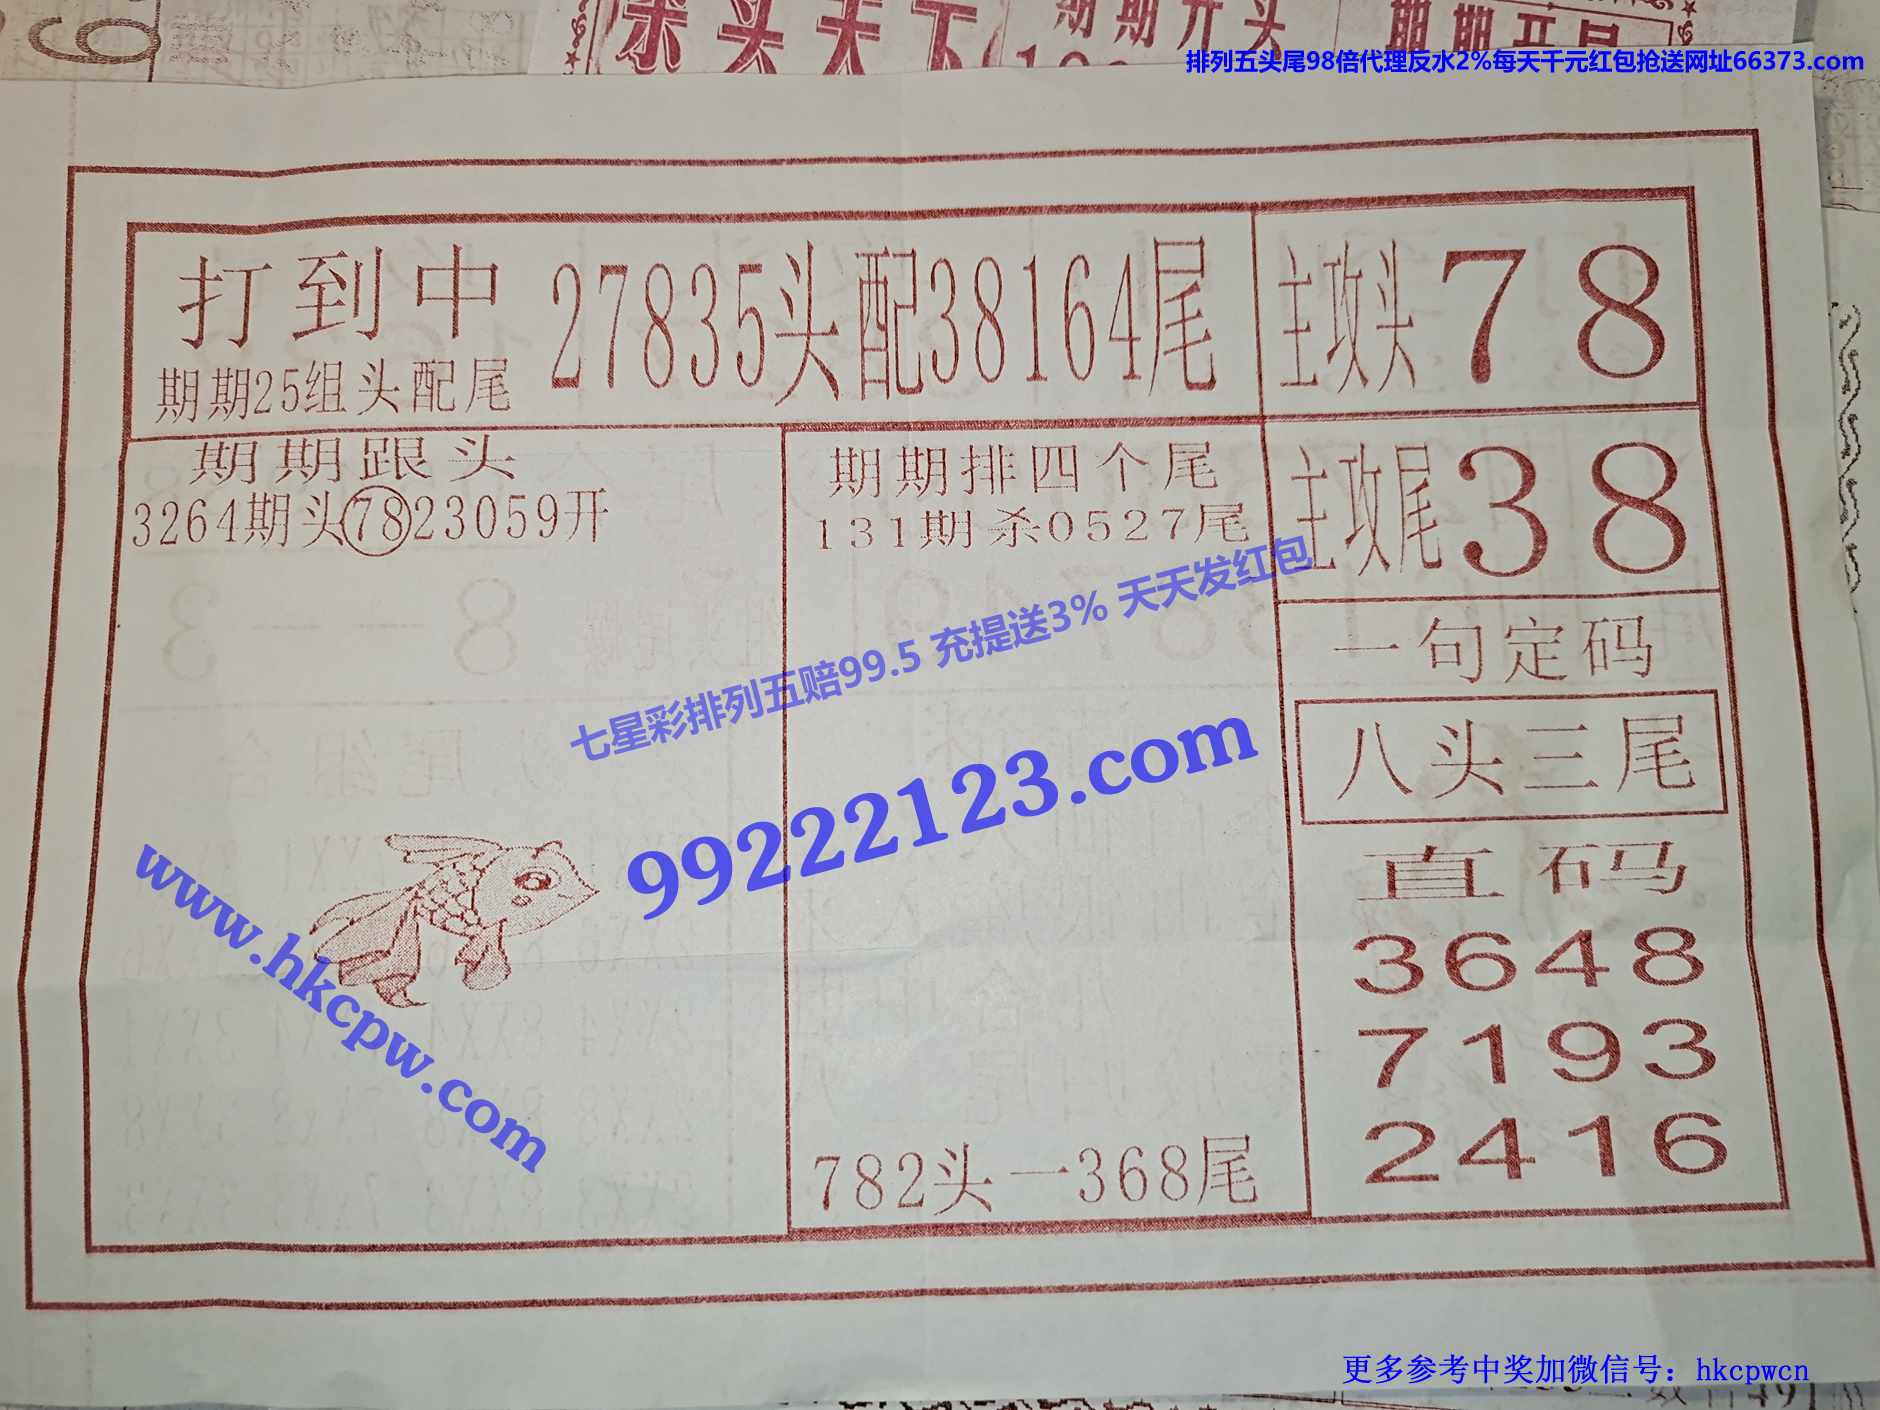 排列五头尾98倍代理反水2%每天千元红包抢送网址66373.com
期期开头
打到中
期期25组头配尾
27835头配38164尾
主攻头78
期期跟头
3264期头7823059开
期期排四个尾
131期杀0527尾
主攻尾38
一句定码
八头三尾
直码
3648
7193
2416
782头一368尾
七星彩排列五赔99.5 充提送3% 天天发红包
99222123.com
www.hkcpw.com
更多参考中奖加微信号：hkcpwcn